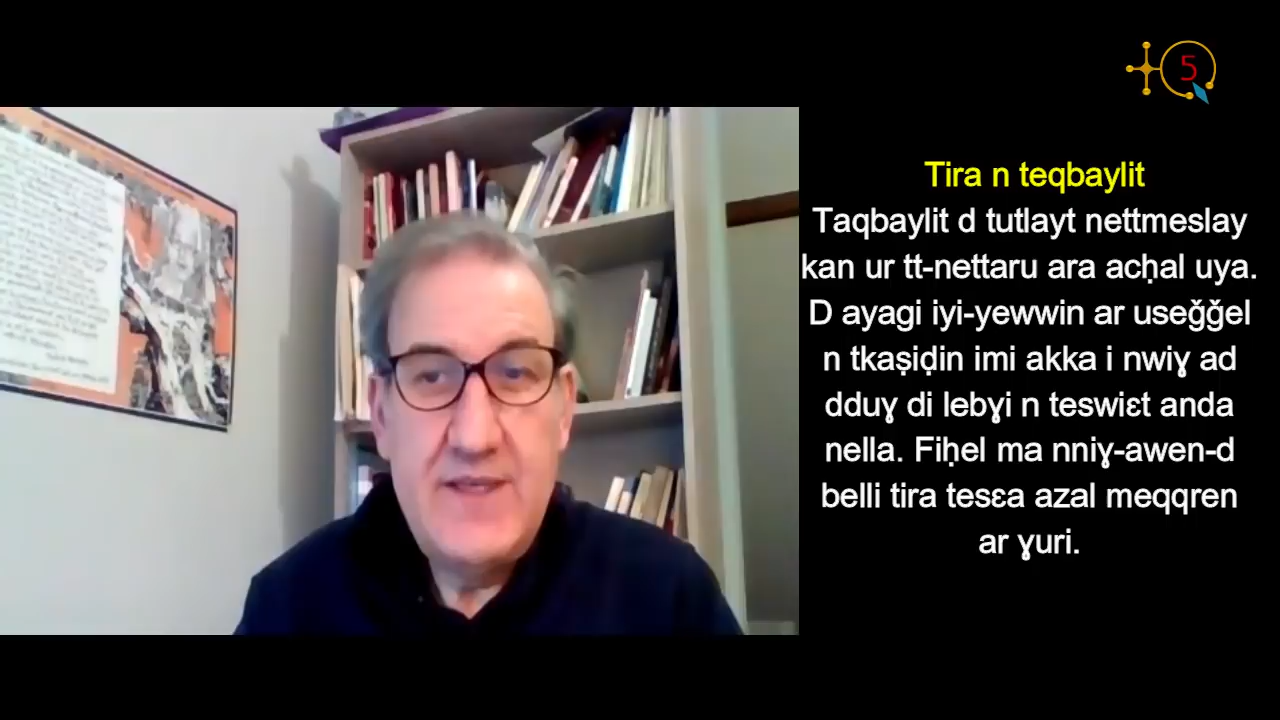 5
Tira n teqbaylit
Taqbaylit d tutlayt nettmeslay
kan ur tt-nettaru ara acḥal uya.
D ayagi iyi-yewwin ar useǧǧel
n tkaṣiḍin imi akka i nwiɣ ad
dduɣ di lebɣi n teswiɛt anda
nella. Fiḥel ma nniɣ-awen-d
belli tira tesɛa azal meqqren
ar ɣuri.